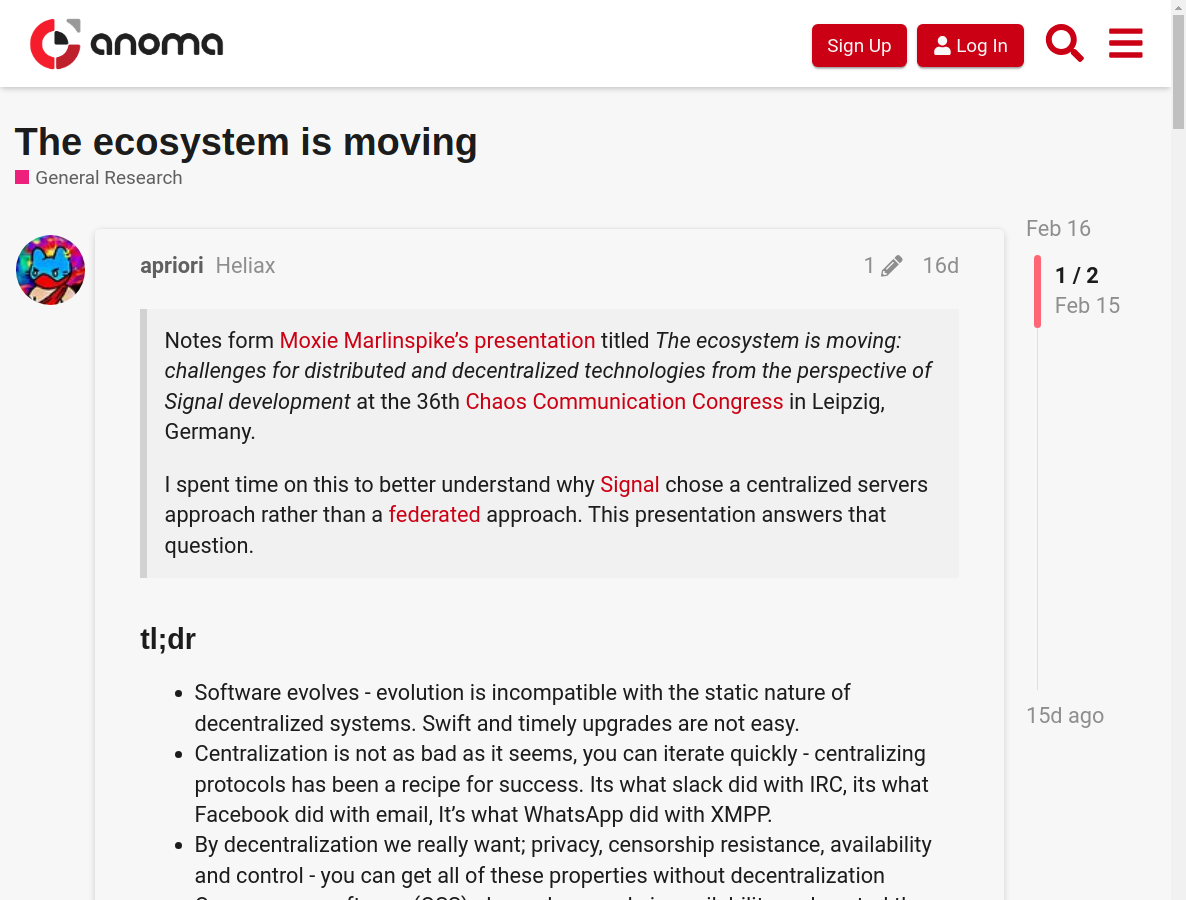 anoma
Sign Up
Log In
The ecosystem is moving
General Research
Feb 16
apriori Heliax
1
16d
1 / 2
Feb 15
Notes form Moxie Marlinspike’s presentation titled The ecosystem is moving:
challenges for distributed and decentralized technologies from the perspective of
Signal development at the 36th Chaos Communication Congress in Leipzig,
Germany.
I spent time on this to better understand why Signal chose a centralized servers
approach rather than a federated approach. This presentation answers that
question.
tl;dr
• Software evolves - evolution is incompatible with the static nature of
decentralized systems. Swift and timely upgrades are not easy.
15d ago
• Centralization is not as bad as it seems, you can iterate quickly - centralizing
protocols has been a recipe for success. Its what slack did with IRC, its what
Facebook did with email, It’s what WhatsApp did with XMPP.
• By decentralization we really want; privacy, censorship resistance, availability
and control - you can get all of these properties without decentralization